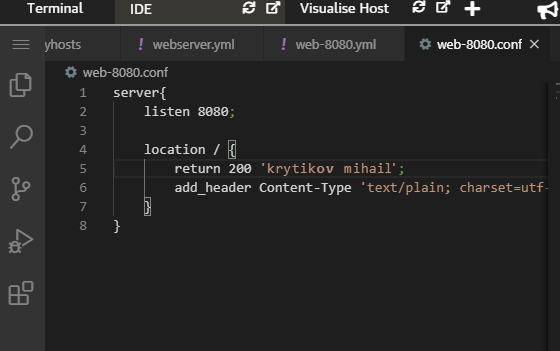 Terminal IDE Visualise Host
yhosts ! webserver.yml ! web-8080.yml web-8080.conf
web-8080.conf
1 server{
2 listen 8080;
3
4 location / {
5 return 200 'krytikov mihail';
6 add_header Content-Type 'text/plain; charset=utf-
7 }
8 }